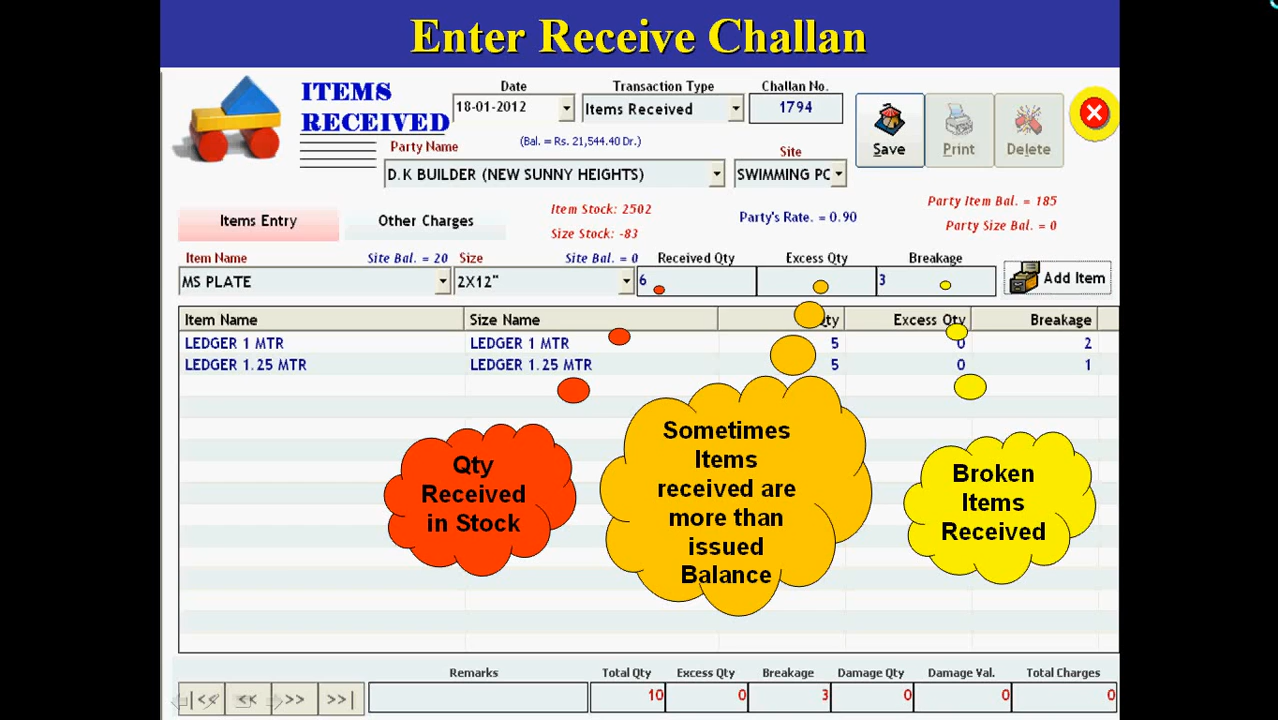 Enter Receive Challan
ITEMS
RECEIVED
Date
Transaction Type
Challan No.
18-01-2012
Items Received
1794
Save
Print
Delete
(Bal = Rs. 21,544.40 Dr.)
Party Name
Site
D.K BUILDER (NEW SUNNY HEIGHTS)
SWIMMING PC
Items Entry
Other Charges
Item Stock: 2502
Size Stock: -83
Party's Rate. = 0.90
Party Item Bal. = 185
Party Size Bal. = 0
Item Name
Site Bal. = 20
Size
Site Bal. = 0
Received Qty
Excess Qty
Breakage
MS PLATE
2X12"
6
3
Add Item
Item Name Size Name Qty Excess Qty Breakage
LEDGER 1 MTR LEDGER 1 MTR 5 0 2
LEDGER 1.25 MTR LEDGER 1.25 MTR 5 0 1
Qty
Received
in Stock
Sometimes
Items
received are
more than
issued
Balance
Broken
Items
Received
Remarks Total Qty Excess Qty Breakage Damage Qty Damage Val. Total Charges
|<< << >> >>| 10 0 3 0 0 0